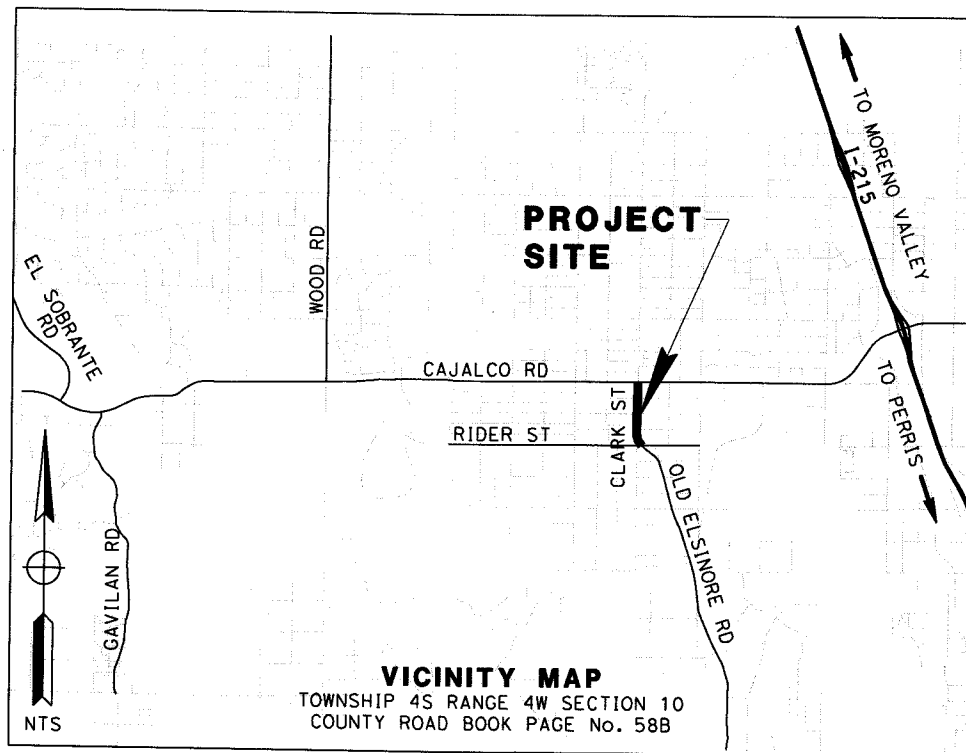 TO MORENO VALLEY
I-215
PROJECT
SITE
WOOD RD
EL SOBRANTE
RD
CAJALCO RD
TO PERRIS
CLARK ST
RIDER ST
OLD ELSINORE RD
GAVILAN RD
NTS
VICINITY MAP
TOWNSHIP 4S RANGE 4W SECTION 10
COUNTY ROAD BOOK PAGE No. 58B